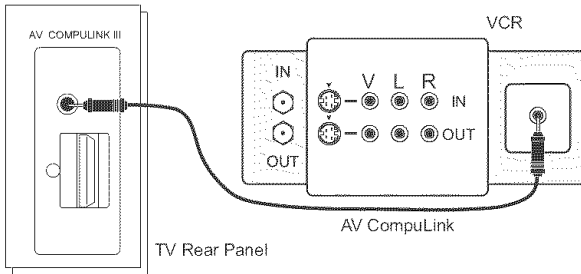 VCR
AV COMPULINK III
IN
V L R
IN
OUT
OUT
AV CompuLink
TV Rear Panel